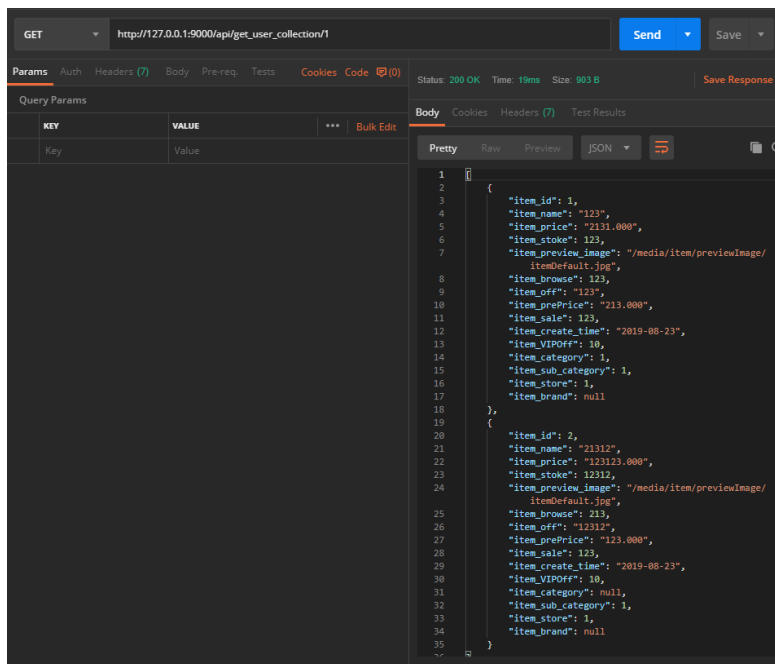 GET http://127.0.0.1:9000/api/get_user_collection/1 Send Save
Params Auth Headers (7) Body Pre-req. Tests Cookies Code (0)
Query Params
KEY VALUE ••• Bulk Edit
Key Value
Status: 200 OK Time: 19ms Size: 903 B Save Response
Body Cookies Headers (7) Test Results
Pretty Raw Preview JSON
1 [
2 {
3 "item_id": 1,
4 "item_name": "123",
5 "item_price": "2131.000",
6 "item_stoke": 123,
7 "item_preview_image": "/media/item/previewImage/
itemDefault.jpg",
8 "item_browse": 123,
9 "item_off": "123",
10 "item_prePrice": "213.000",
11 "item_sale": 123,
12 "item_create_time": "2019-08-23",
13 "item_VIPOff": 10,
14 "item_category": 1,
15 "item_sub_category": 1,
16 "item_store": 1,
17 "item_brand": null
18 },
19 {
20 "item_id": 2,
21 "item_name": "21312",
22 "item_price": "123123.000",
23 "item_stoke": 12312,
24 "item_preview_image": "/media/item/previewImage/
itemDefault.jpg",
25 "item_browse": 213,
26 "item_off": "12312",
27 "item_prePrice": "123.000",
28 "item_sale": 123,
29 "item_create_time": "2019-08-23",
30 "item_VIPOff": 10,
31 "item_category": null,
32 "item_sub_category": 1,
33 "item_store": 1,
34 "item_brand": null
35 }